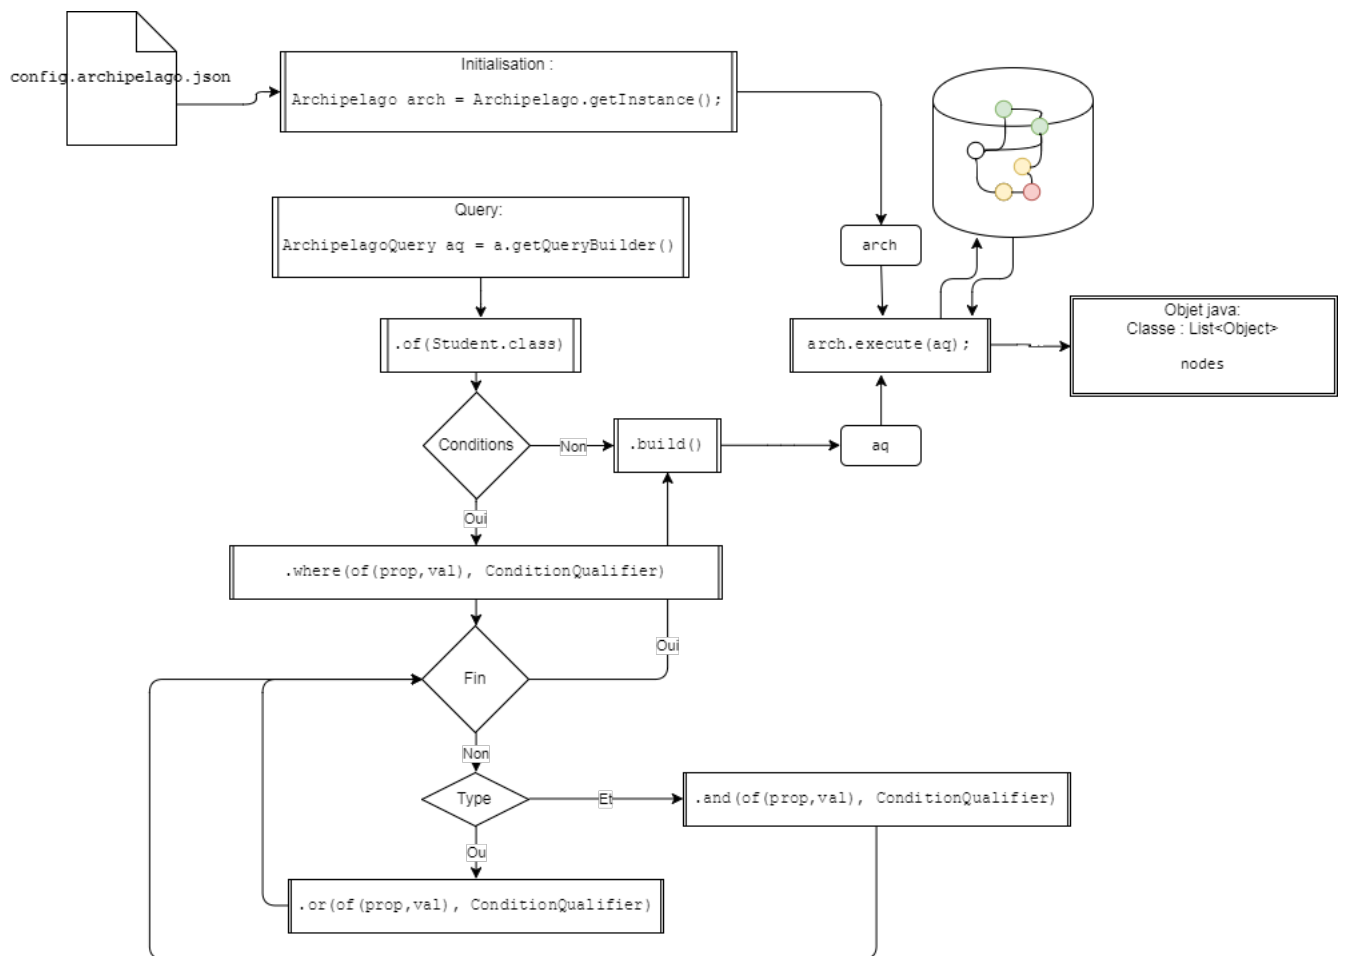 config.archipelago.json
Initialisation :
Archipelago arch = Archipelago.getInstance();
Query:
ArchipelagoQuery aq = a.getQueryBuilder()
arch
.of(Student.class)
arch.execute(aq);
Objet java:
Classe : List<Object>
nodes
Conditions
Non
.build()
aq
Oui
.where(of(prop,val), ConditionQualifier)
Oui
Fin
Non
Type
Et
.and(of(prop,val), ConditionQualifier)
Ou
.or(of(prop,val), ConditionQualifier)